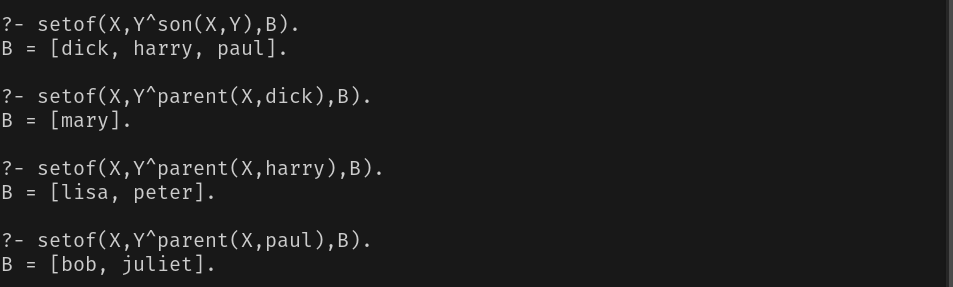 ?- setof(X,Y^son(X,Y),B).
B = [dick, harry, paul].
?- setof(X,Y^parent(X,dick),B).
B = [mary].
?- setof(X,Y^parent(X,harry),B).
B = [lisa, peter].
?- setof(X,Y^parent(X,paul),B).
B = [bob, juliet].